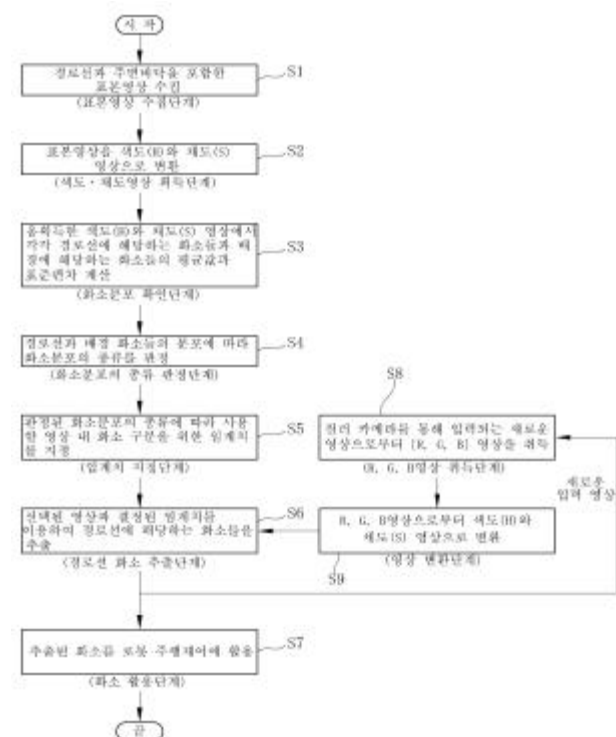 시 작
경로선과 주변바닥을 포함한
표본영상 수집
S1
(표본영상 수집단계)
표본영상을 색도(H)와 채도(S)
영상으로 변환
S2
(색도·채도영상 취득단계)
획득한 색도(H)와 채도(S) 영상에서
각각 경로선에 해당하는 화소들과 배
경에 해당하는 화소들의 평균값과
표준편차 계산
S3
(화소분포 확인단계)
경로선과 배경 화소들의 분포에 따라
화소분포의 종류를 판정
S4
(화소분포의 종류 판정단계)
판정된 화소분포의 종류에 따라 사용
할 영상 내 화소 구분을 위한 임계치
를 지정
S5
(임계치 지정단계)
선택된 영상과 결정된 임계치를
이용하여 경로선에 해당하는 화소들을
추출
S6
(경로선 화소 추출단계)
추출된 화소를 로봇 주행제어에 활용
S7
(화소 활용단계)
끝
S8
컬러 카메라를 통해 입력되는 새로운
영상으로부터 [R, G, B] 영상을 취득
(R, G, B영상 취득단계)
새로운
입력 영상
R, G, B영상으로부터 색도(H)와
채도(S) 영상으로 변환
S9
(영상 변환단계)